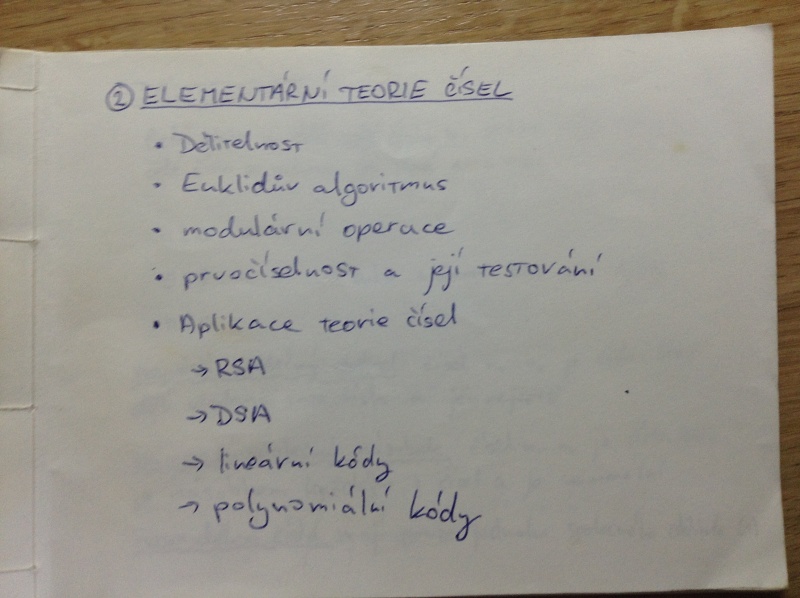 ② ELEMENTÁRNÍ TEORIE ČÍSEL
• Dělitelnost
• Euklidův algoritmus
• modulární operace
• prvočíselnost a její testování
• Aplikace teorie čísel
→ RSA
→ DSA
→ lineární kódy
→ polynomiální kódy